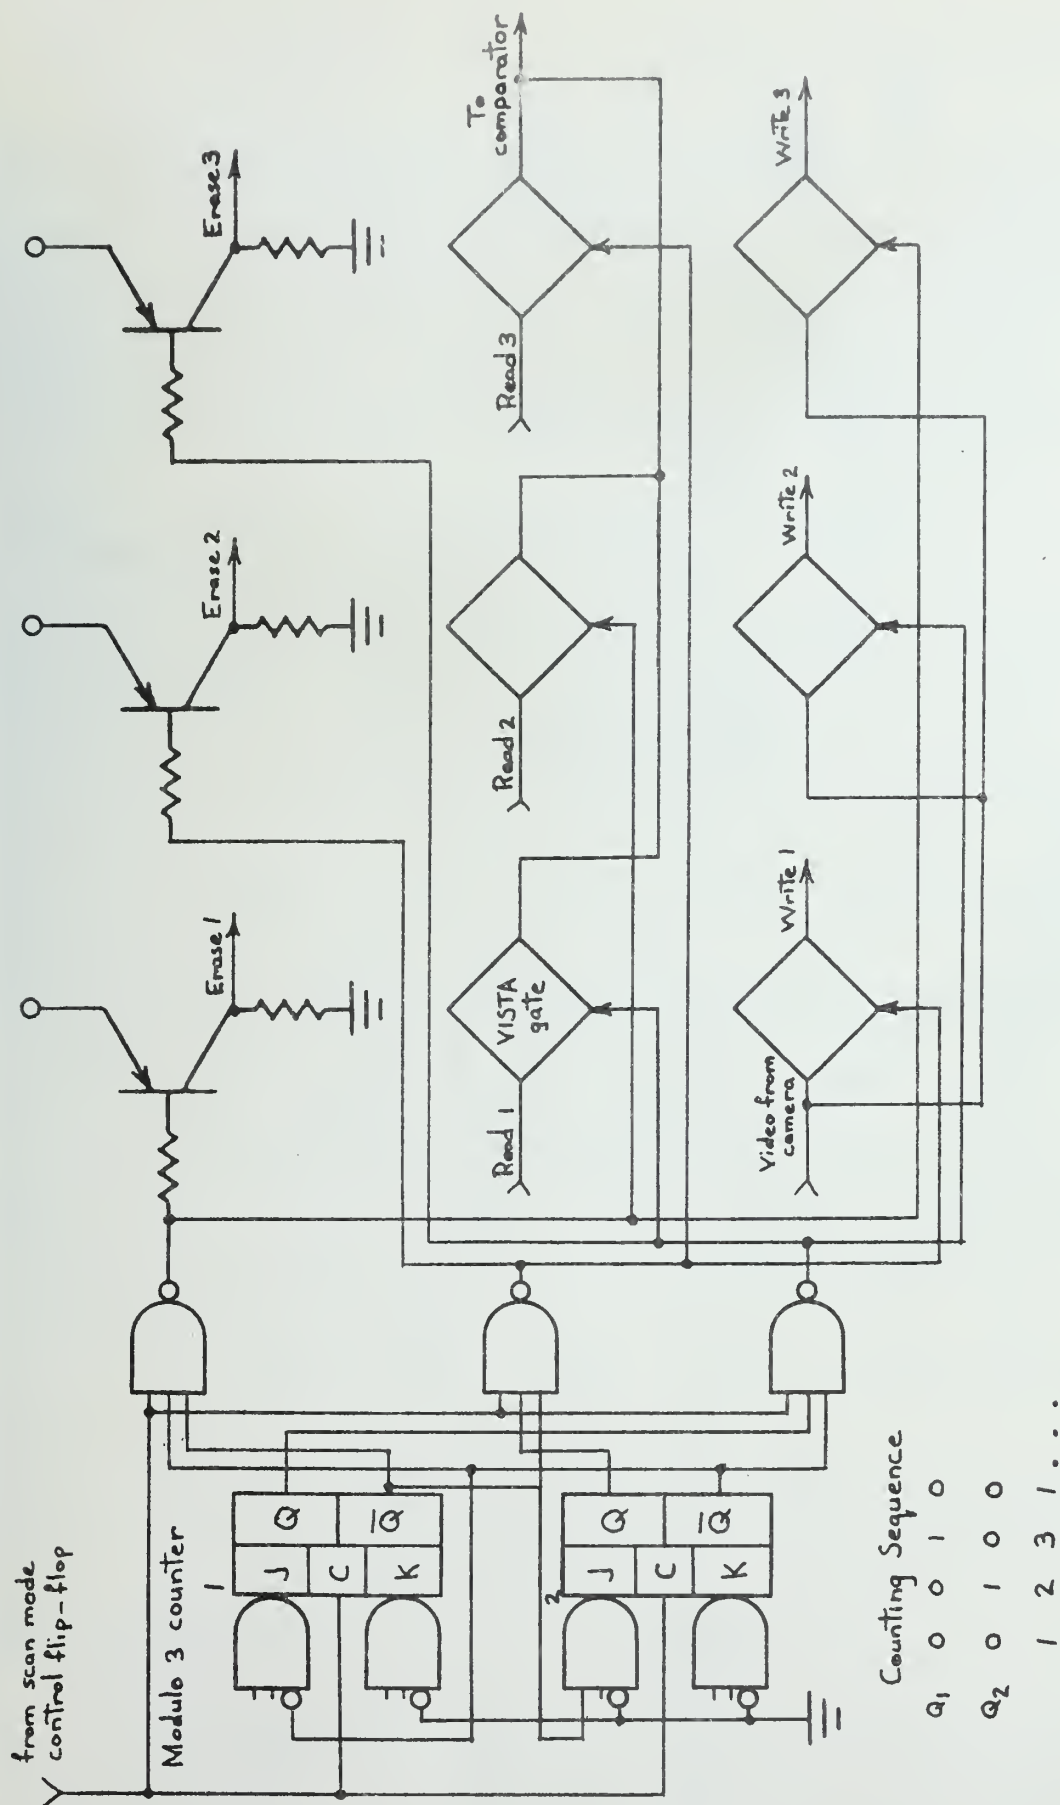 from scan mode
control flip-flop
Modulo 3 counter
1
J
Q
C
K
Q
2
J
Q
C
K
Q
Counting Sequence
Q1 0 0 1 0
Q2 0 1 0 0
1 2 3 1 . . .
Erase 1
Erase 2
Erase 3
Read 1
VISTA
gate
Read 2
Read 3
To
comparator
Video from
camera
Write 1
Write 2
Write 3